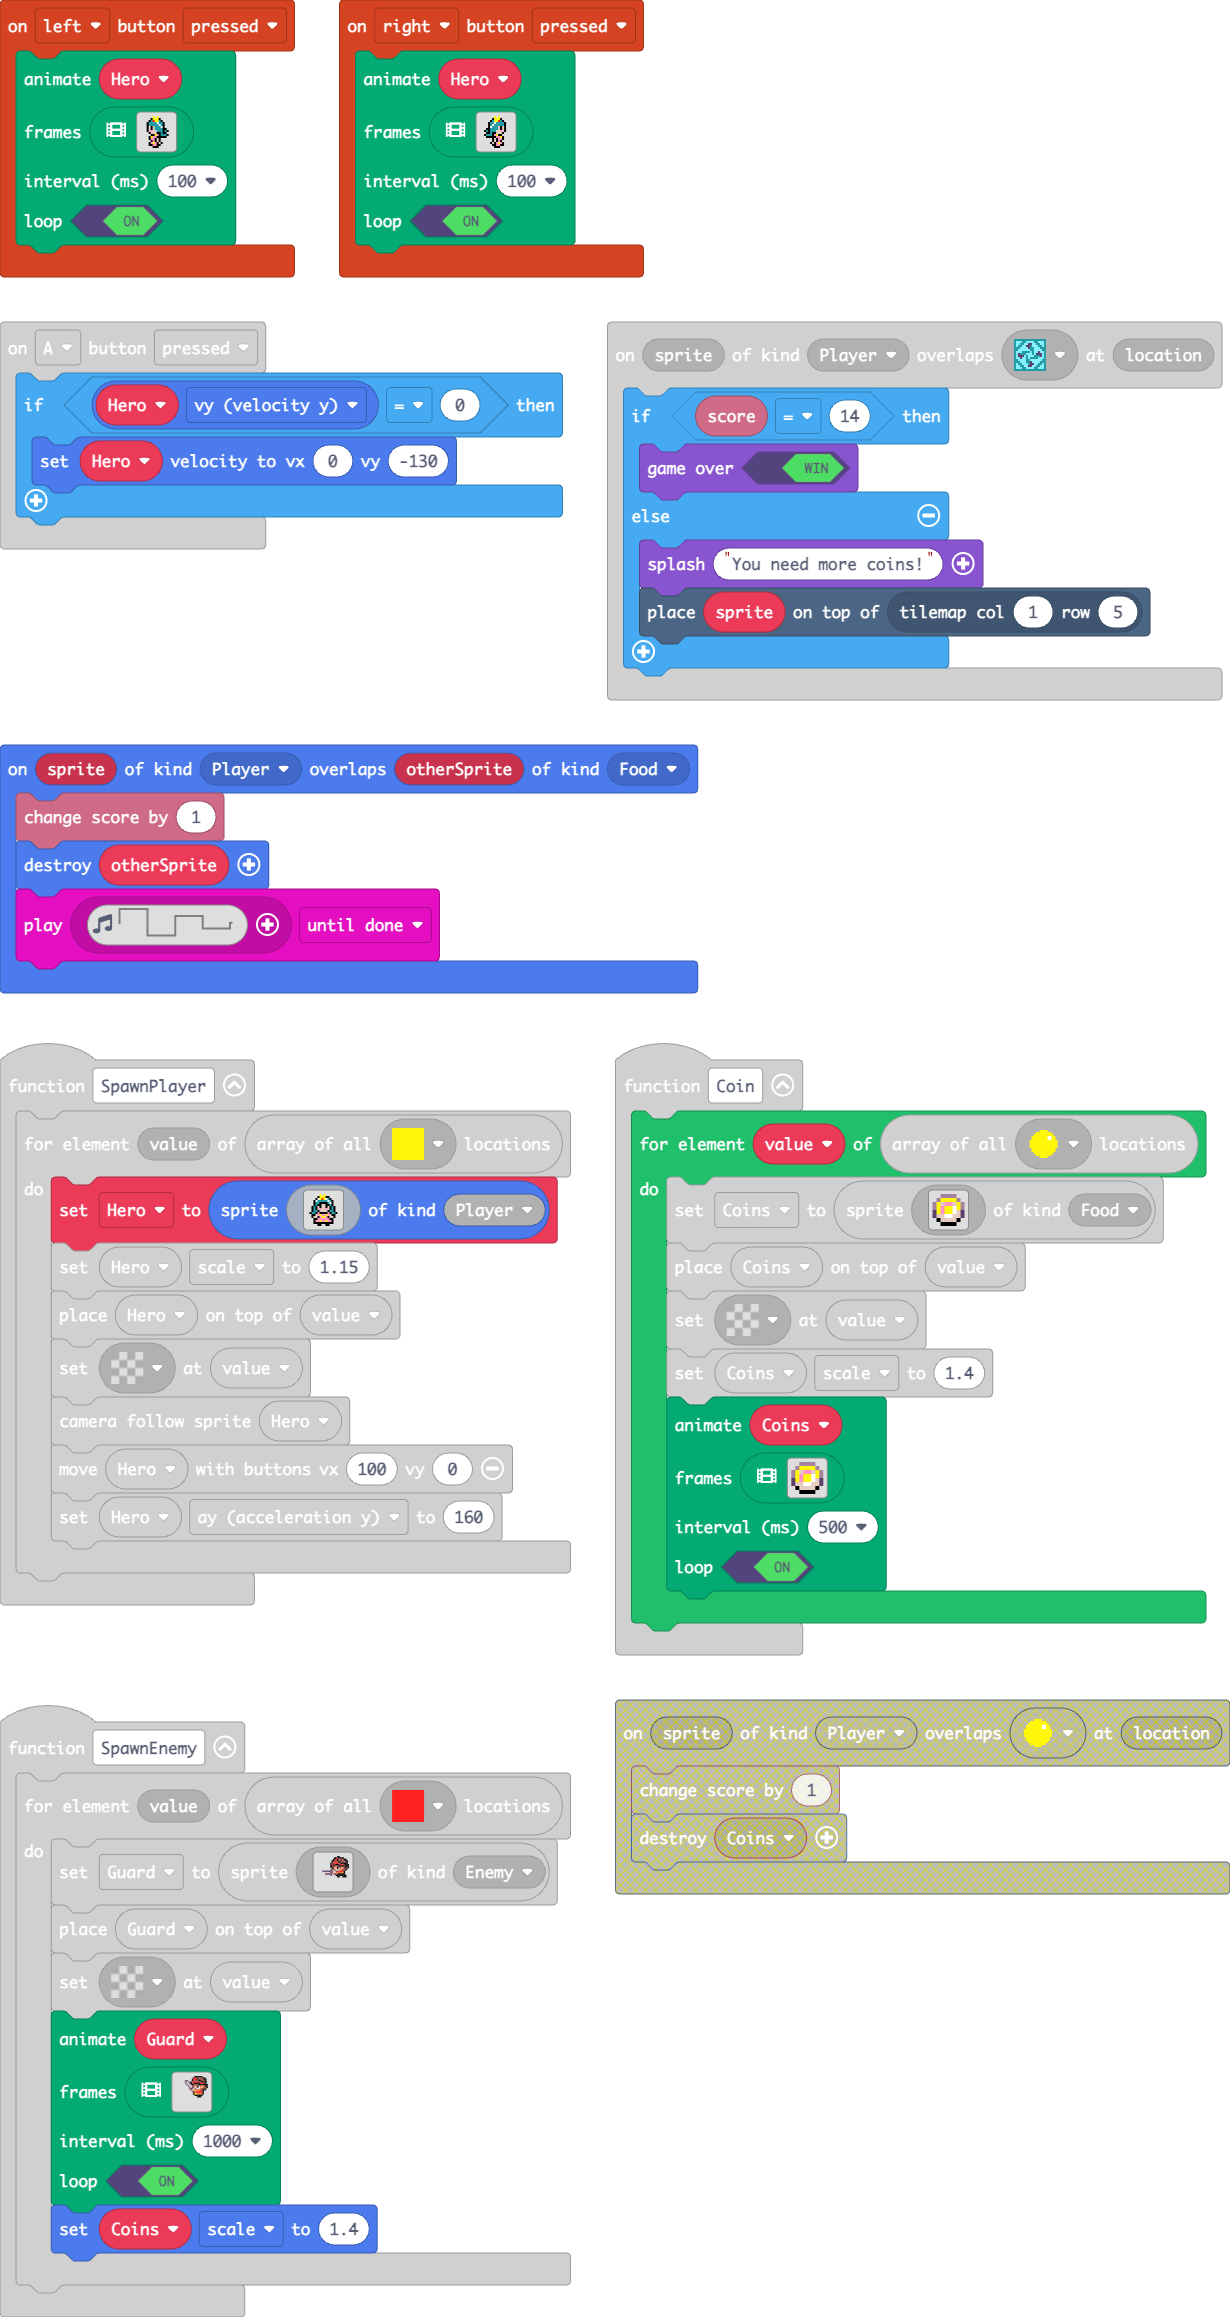 on left button pressed
animate Hero
frames
interval (ms) 100
loop ON
on right button pressed
animate Hero
frames
interval (ms) 100
loop ON
on A button pressed
if Hero vy (velocity y) = 0 then
set Hero velocity to vx 0 vy -130
on sprite of kind Player overlaps at location
if score = 14 then
game over WIN
else
splash "You need more coins!"
place sprite on top of tilemap col 1 row 5
on sprite of kind Player overlaps otherSprite of kind Food
change score by 1
destroy otherSprite
play until done
function SpawnPlayer
for element value of array of all locations
do
set Hero to sprite of kind Player
set Hero scale to 1.15
place Hero on top of value
set at value
camera follow sprite Hero
move Hero with buttons vx 100 vy 0
set Hero ay (acceleration y) to 160
function Coin
for element value of array of all locations
do
set Coins to sprite of kind Food
place Coins on top of value
set at value
set Coins scale to 1.4
animate Coins
frames
interval (ms) 500
loop ON
function SpawnEnemy
for element value of array of all locations
do
set Guard to sprite of kind Enemy
place Guard on top of value
set at value
animate Guard
frames
interval (ms) 1000
loop ON
set Coins scale to 1.4
on sprite of kind Player overlaps at location
change score by 1
destroy Coins